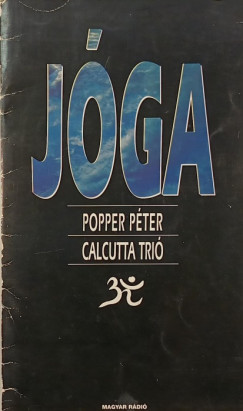 JÓGA
POPPER PÉTER
CALCUTTA TRIÓ
MAGYAR RÁDIÓ